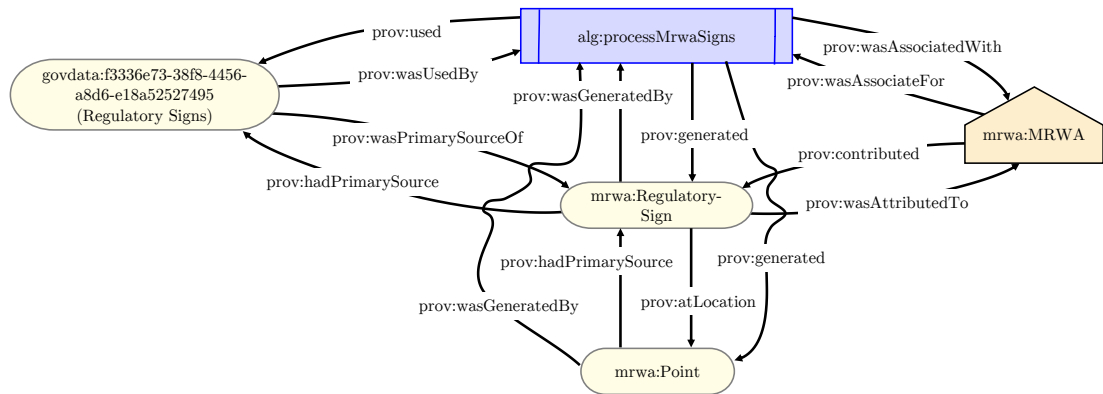 prov:used
alg:processMrwaSigns
prov:wasAssociatedWith
govdata:f3336e73-38f8-4456-
a8d6-e18a52527495
(Regulatory Signs)
prov:wasUsedBy
prov:wasAssociateFor
prov:wasGeneratedBy
prov:wasPrimarySourceOf
prov:generated
mrwa:MRWA
prov:contributed
prov:hadPrimarySource
mrwa:Regulatory-
Sign
prov:wasAttributedTo
prov:hadPrimarySource
prov:generated
prov:wasGeneratedBy
prov:atLocation
mrwa:Point